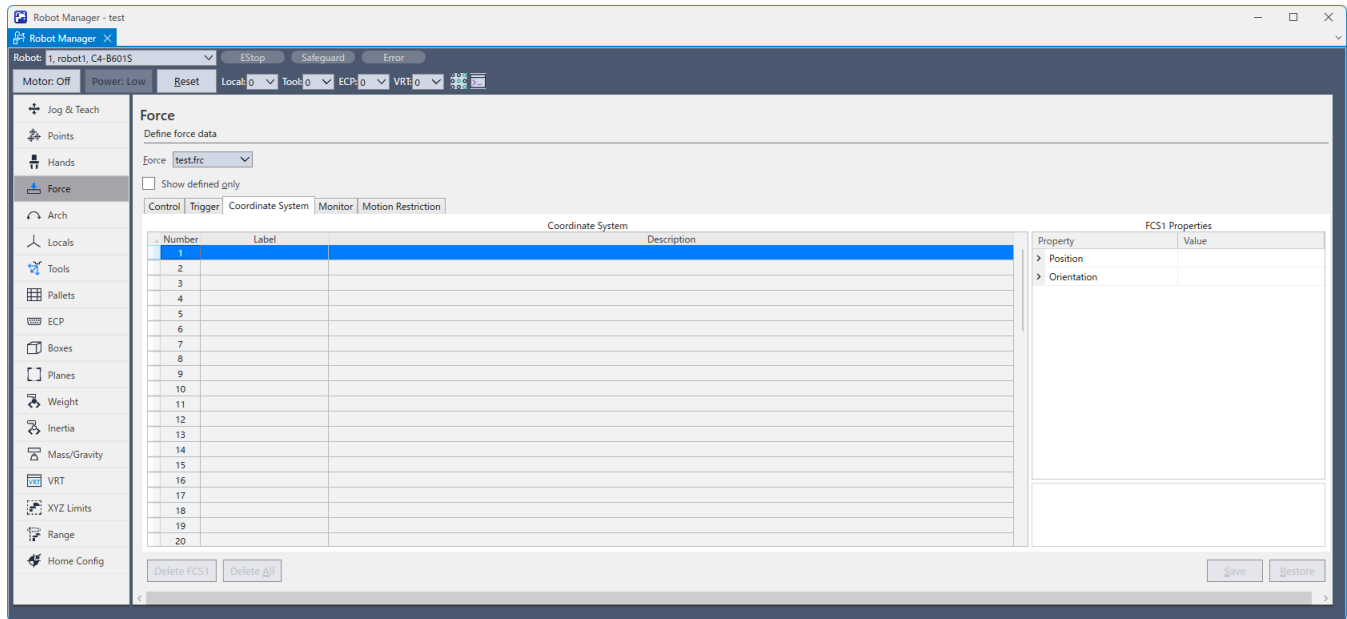 Robot Manager - test
Robot Manager
Robot: 1, robot1, C4-B601S EStop Safeguard Error
Motor: Off Power: Low Reset Local: 0 Tool: 0 ECP: 0 VRT: 0
Jog & Teach
Points
Hands
Force
Arch
Locals
Tools
Pallets
ECP
Boxes
Planes
Weight
Inertia
Mass/Gravity
VRT VRT
XYZ Limits
Range
Home Config
Force
Define force data
Force test.frc
Show defined only
Control Trigger Coordinate System Monitor Motion Restriction
Coordinate System
Number Label Description
1
2
3
4
5
6
7
8
9
10
11
12
13
14
15
16
17
18
19
20
FCS1 Properties
Property Value
Position
Orientation
Delete FCS1 Delete All Save Restore